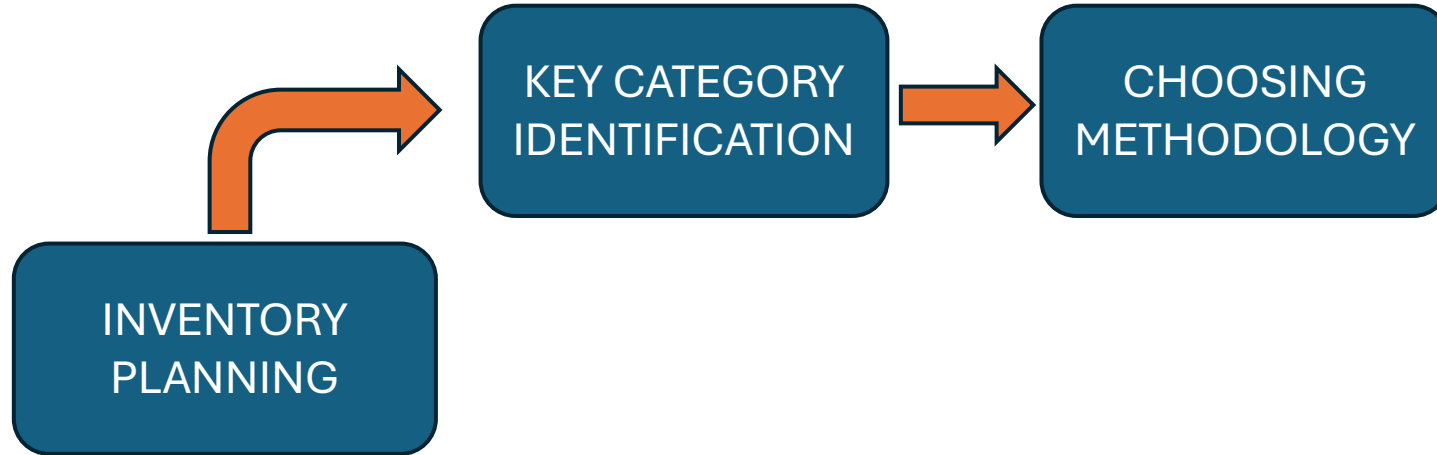 KEY CATEGORY
IDENTIFICATION
CHOOSING
METHODOLOGY
INVENTORY
PLANNING